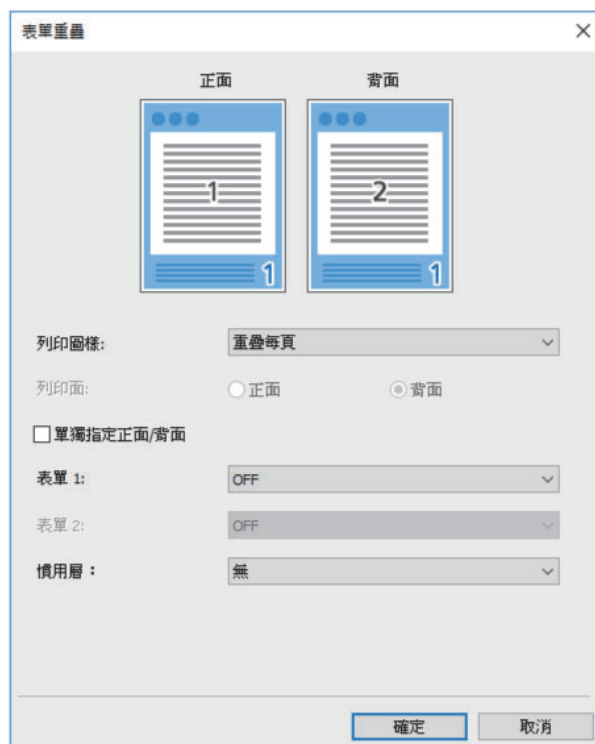 表單重疊
正面 背面
1 2
1 1
列印圖樣: 重疊每頁
列印面: 正面 背面
單獨指定正面/背面
表單 1: OFF
表單 2: OFF
慣用層： 無
確定 取消